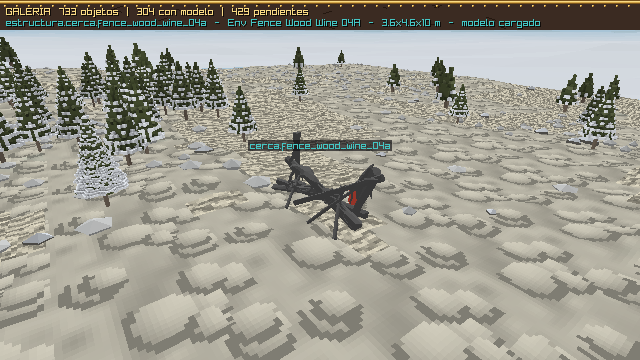 GALERIA 733 objetos | 304 con modelo | 429 pendientes
estructura.cerca.fence_wood_wine_04a - Env Fence Wood Wine 04A - 3.6x4.6x10 m - modelo cargado
cerca.fence_wood_wine_04a